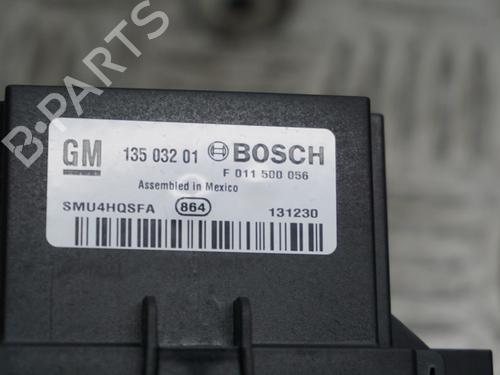 B-PARTS
GM 135 032 01 BOSCH
F 011 500 056
Assembled in Mexico
SMU4HQSFA 864 131230